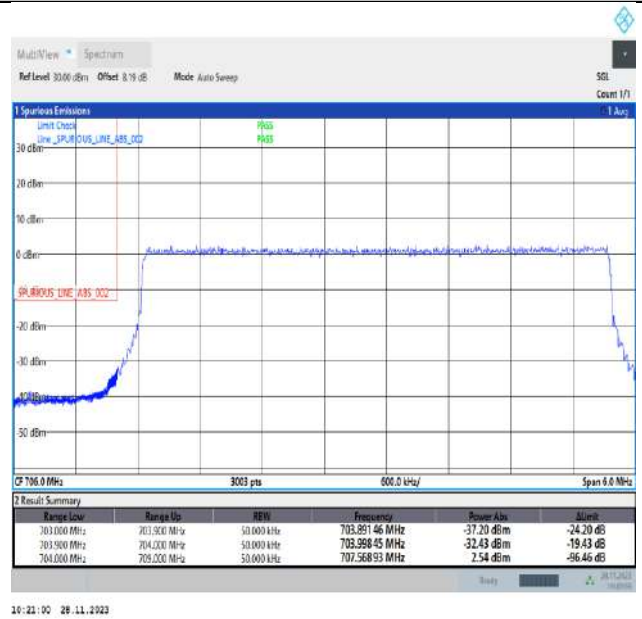 MultiView Spectrum
Ref Level 30.00 dBm Offset 8.19 dB Mode Auto Sweep SGL
Count 1/1
1 Spurious Emissions 1 Avg
Limit Check PASS
Line _SPURIOUS_LINE_ABS_002 PASS
30 dBm
20 dBm
10 dBm
0 dBm
SPURIOUS_LINE_ABS_002
-20 dBm
-30 dBm
-40 dBm
-50 dBm
CF 706.0 MHz 3003 pts 600.0 kHz/ Span 6.0 MHz
2 Result Summary
Range Low Range Up RBW Frequency Power Abs ΔLimit
703.000 MHz 703.900 MHz 50.000 kHz 703.89146 MHz -37.20 dBm -24.20 dB
703.900 MHz 704.000 MHz 50.000 kHz 703.99845 MHz -32.43 dBm -19.43 dB
704.000 MHz 709.000 MHz 50.000 kHz 707.56893 MHz 2.54 dBm -96.46 dB
Ready 28.11.2023
10:21:00 28.11.2023